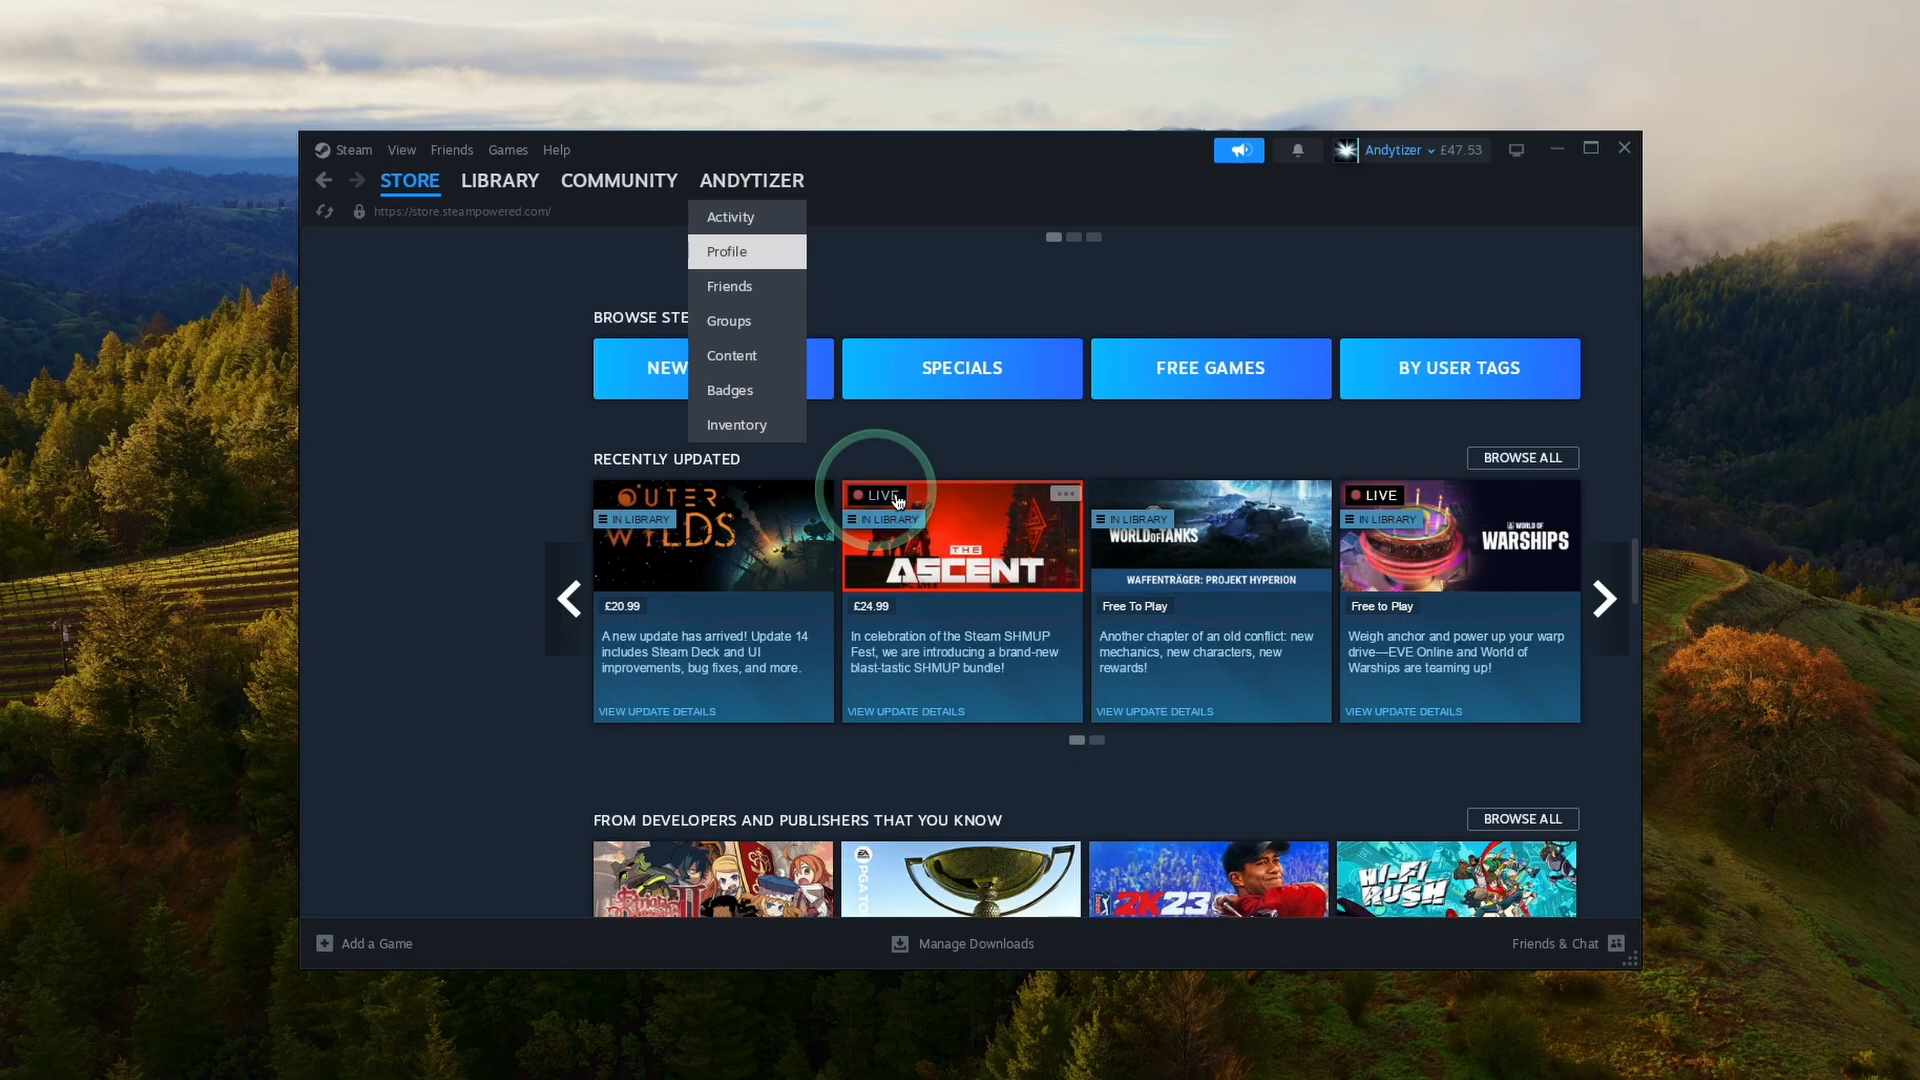 Steam View Friends Games Help
Andytizer £47.53
STORE LIBRARY COMMUNITY ANDYTIZER
https://store.steampowered.com/
Activity
Profile
Friends
Groups
Content
Badges
Inventory
BROWSE STE
NEW
SPECIALS
FREE GAMES
BY USER TAGS
RECENTLY UPDATED
BROWSE ALL
OUTER
WILDS
IN LIBRARY
£20.99
A new update has arrived! Update 14
includes Steam Deck and UI
improvements, bug fixes, and more.
VIEW UPDATE DETAILS
LIVE
IN LIBRARY
THE
ASCENT
£24.99
In celebration of the Steam SHMUP
Fest, we are introducing a brand-new
blast-tastic SHMUP bundle!
VIEW UPDATE DETAILS
IN LIBRARY
WORLD OF TANKS
WAFFENTRÄGER: PROJEKT HYPERION
Free To Play
Another chapter of an old conflict: new
mechanics, new characters, new
rewards!
VIEW UPDATE DETAILS
LIVE
IN LIBRARY
WORLD OF
WARSHIPS
Free to Play
Weigh anchor and power up your warp
drive—EVE Online and World of
Warships are teaming up!
VIEW UPDATE DETAILS
FROM DEVELOPERS AND PUBLISHERS THAT YOU KNOW
BROWSE ALL
EA
PGA TO
2K23
HI-FI
RUSH
Add a Game
Manage Downloads
Friends & Chat